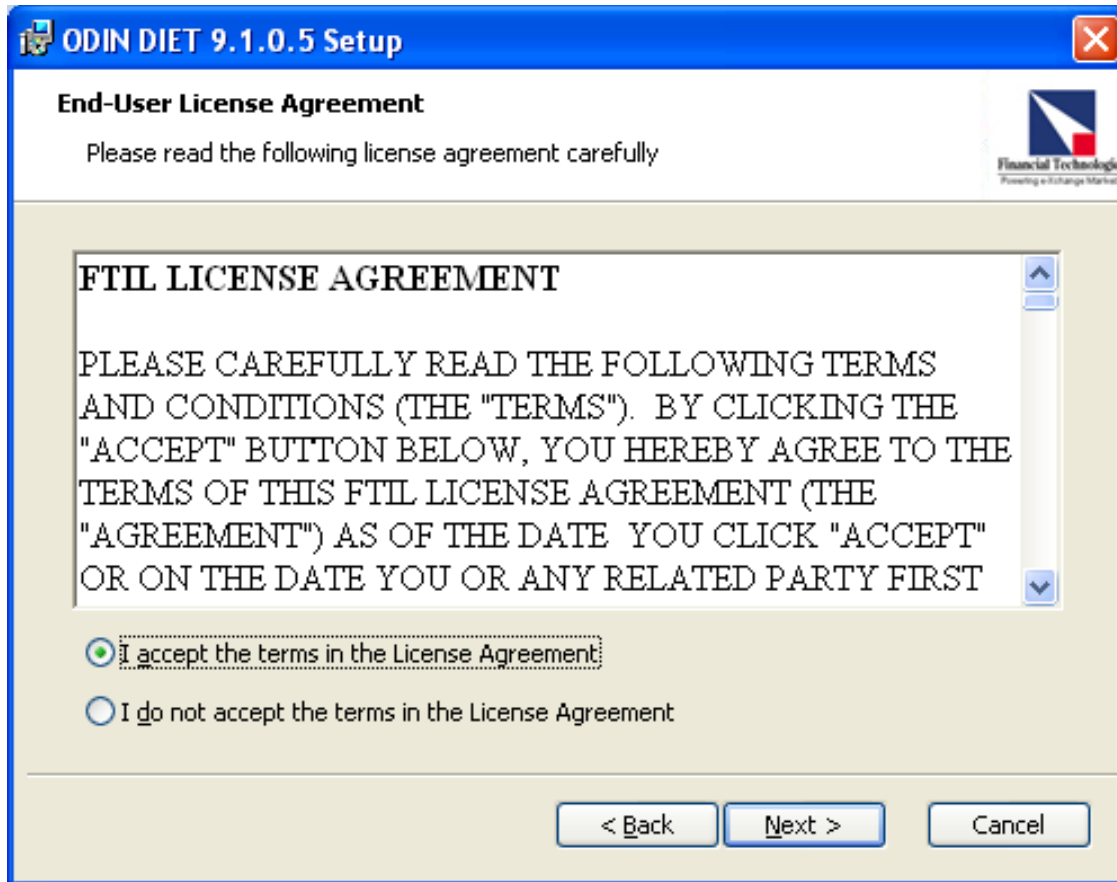 ODIN DIET 9.1.0.5 Setup
End-User License Agreement
Please read the following license agreement carefully
Financial Technologie
Powering e-Xchange Market
FTIL LICENSE AGREEMENT
PLEASE CAREFULLY READ THE FOLLOWING TERMS
AND CONDITIONS (THE "TERMS").  BY CLICKING THE
"ACCEPT" BUTTON BELOW, YOU HEREBY AGREE TO THE
TERMS OF THIS FTIL LICENSE AGREEMENT (THE
"AGREEMENT") AS OF THE DATE  YOU CLICK "ACCEPT"
OR ON THE DATE YOU OR ANY RELATED PARTY FIRST
I accept the terms in the License Agreement
I do not accept the terms in the License Agreement
< Back
Next >
Cancel